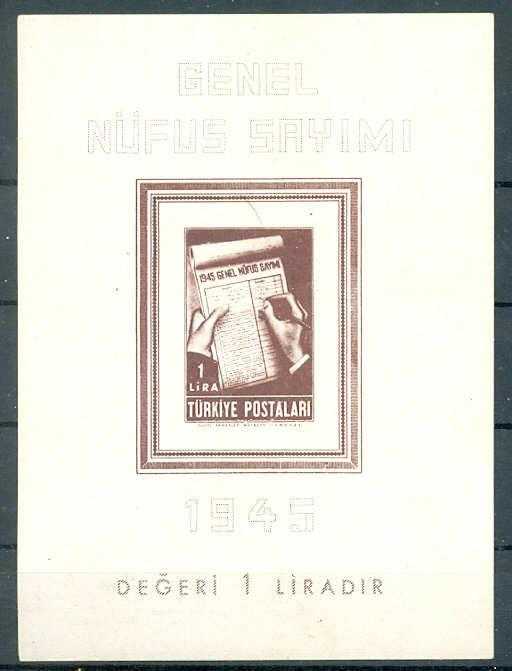 GENEL
NÜFUS SAYIMI
1945 GENEL NÜFUS SAYIMI
1
LİRA
TÜRKİYE POSTALARI
1945
DEĞERİ 1 LİRADIR